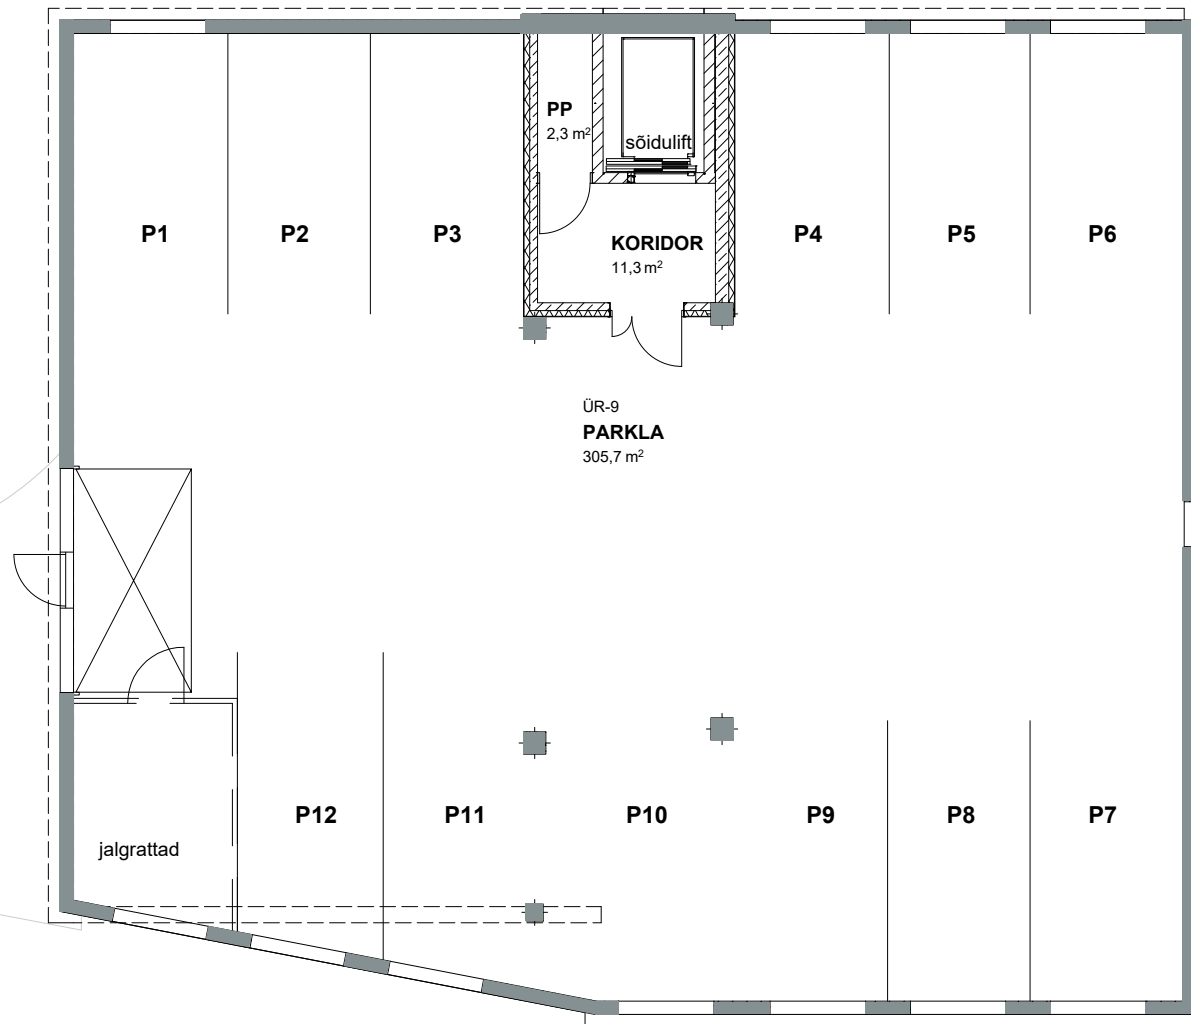 PP
2,3 m²
sõidulift
P1
P2
P3
KORIDOR
11,3 m²
P4
P5
P6
ÜR-9
PARKLA
305,7 m²
P12
P11
P10
P9
P8
P7
jalgrattad